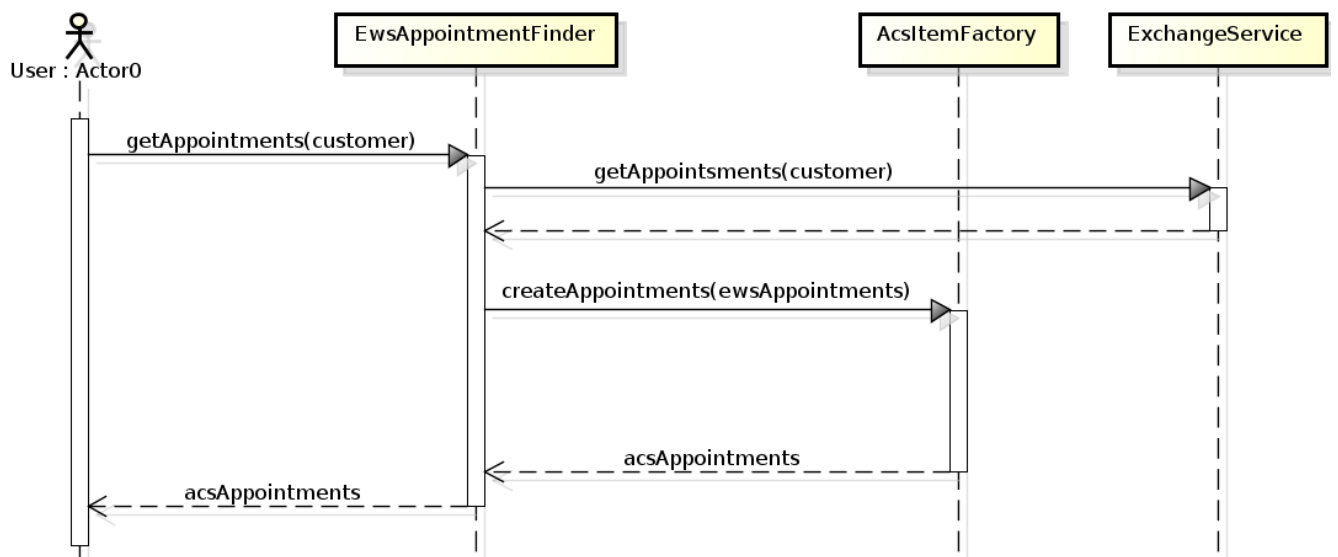 EwsAppointmentFinder
AcsItemFactory
ExchangeService
User : Actor0
getAppointments(customer)
getAppointsments(customer)
createAppointments(ewsAppointments)
acsAppointments
acsAppointments